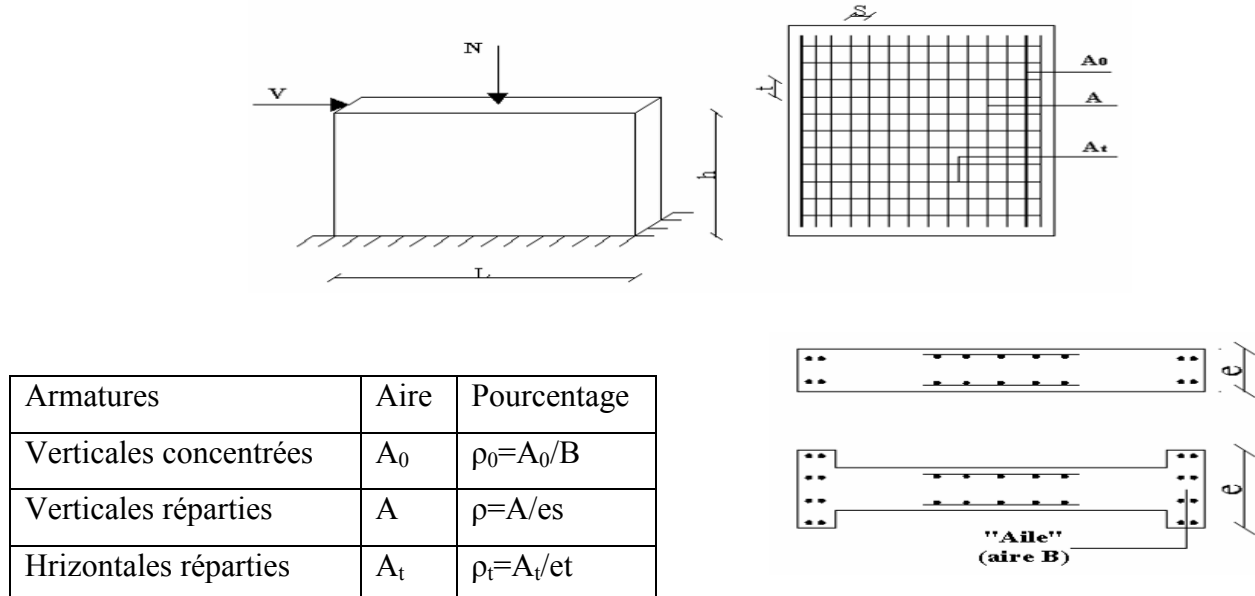 N
V
h
L
S
t
A0
A
At
Armatures Aire Pourcentage
Verticales concentrées A₀ ρ₀=A₀/B
Verticales réparties A ρ=A/es
Hrizontales réparties Aₜ ρₜ=Aₜ/et
e
e
"Aile"
(aire B)